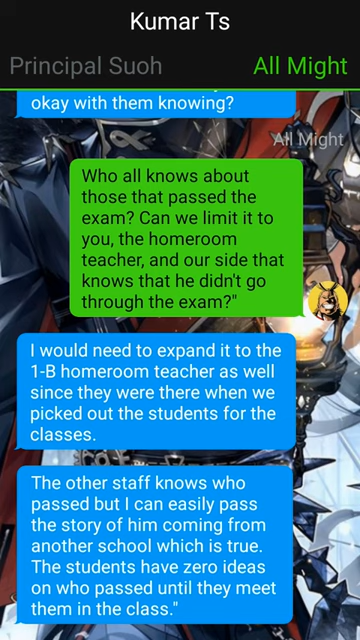 Kumar Ts
Principal Suoh
All Might
okay with them knowing?
All Might
Who all knows about
those that passed the
exam? Can we limit it to
you, the homeroom
teacher, and our side that
knows that he didn't go
through the exam?"
I would need to expand it to the
1-B homeroom teacher as well
since they were there when we
picked out the students for the
classes.
The other staff knows who
passed but I can easily pass
the story of him coming from
another school which is true.
The students have zero ideas
on who passed until they meet
them in the class."